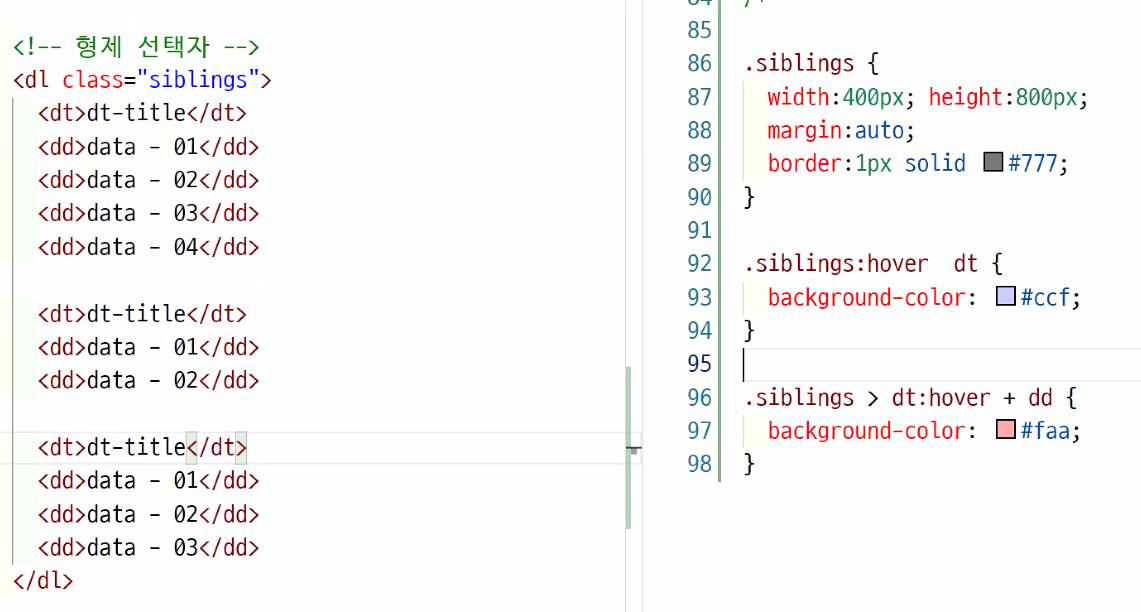 <!-- 형제 선택자 -->
<dl class="siblings">
<dt>dt-title</dt>
<dd>data - 01</dd>
<dd>data - 02</dd>
<dd>data - 03</dd>
<dd>data - 04</dd>
<dt>dt-title</dt>
<dd>data - 01</dd>
<dd>data - 02</dd>
<dt>dt-title</dt>
<dd>data - 01</dd>
<dd>data - 02</dd>
<dd>data - 03</dd>
</dl>
85
86 .siblings {
87 width:400px; height:800px;
88 margin:auto;
89 border:1px solid #777;
90 }
91
92 .siblings:hover  dt {
93 background-color: #ccf;
94 }
95
96 .siblings > dt:hover + dd {
97 background-color: #faa;
98 }